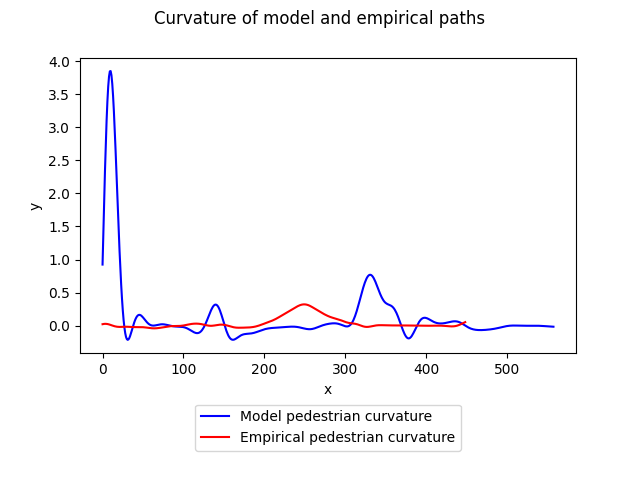 Curvature of model and empirical paths
4.0
3.5
3.0
2.5
2.0
1.5
1.0
0.5
0.0
y
0 100 200 300 400 500
x
Model pedestrian curvature
Empirical pedestrian curvature